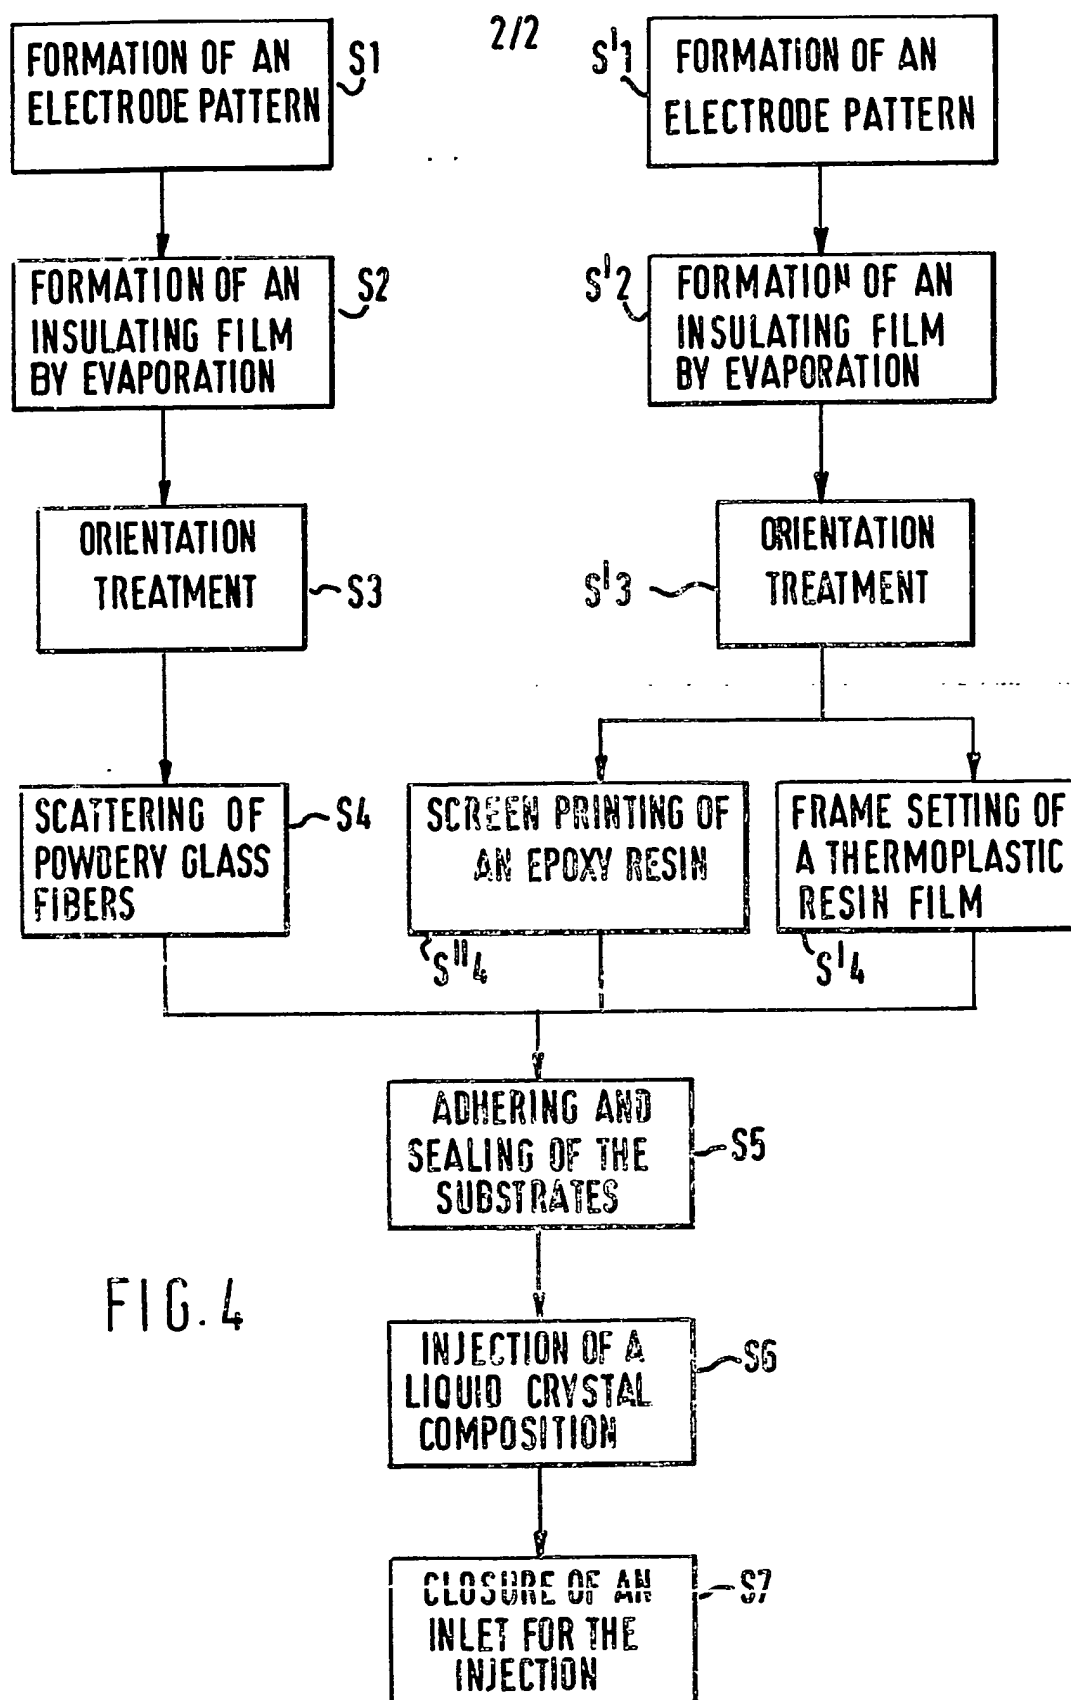 2/2
FORMATION OF AN
ELECTRODE PATTERN
S1
S'1
FORMATION OF AN
ELECTRODE PATTERN
FORMATION OF AN
INSULATING FILM
BY EVAPORATION
S2
S'2
FORMATION OF AN
INSULATING FILM
BY EVAPORATION
ORIENTATION
TREATMENT
S3
S'3
ORIENTATION
TREATMENT
SCATTERING OF
POWDERY GLASS
FIBERS
S4
SCREEN PRINTING OF
AN EPOXY RESIN
S"4
FRAME SETTING OF
A THERMOPLASTIC
RESIN FILM
S'4
ADHERING AND
SEALING OF THE
SUBSTRATES
S5
FIG. 4
INJECTION OF A
LIQUID CRYSTAL
COMPOSITION
S6
CLOSURE OF AN
INLET FOR THE
INJECTION
S7